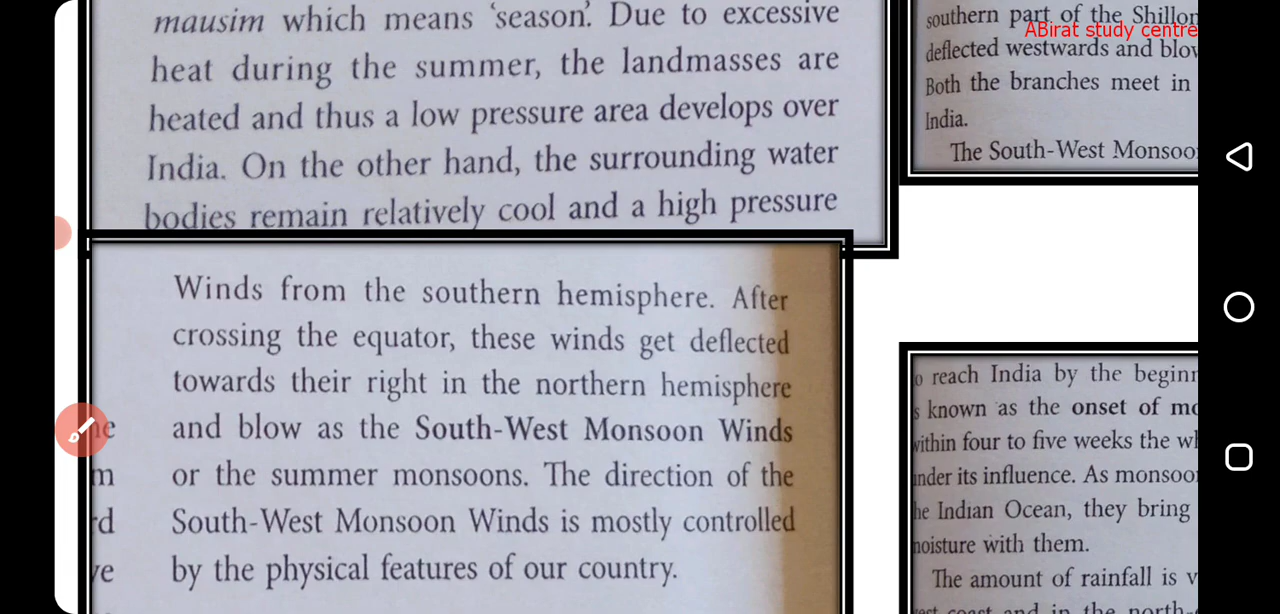 mausim which means 'season'. Due to excessive
heat during the summer, the landmasses are
heated and thus a low pressure area develops over
India. On the other hand, the surrounding water
bodies remain relatively cool and a high pressure
Winds from the southern hemisphere. After
crossing the equator, these winds get deflected
towards their right in the northern hemisphere
and blow as the South-West Monsoon Winds
or the summer monsoons. The direction of the
South-West Monsoon Winds is mostly controlled
by the physical features of our country.
southern part of the
ABirat study centre
deflected westwards and
Both the branches meet in
India.
The South-West
reach India by the
known as the onset of
within four to five weeks the
under its influence. As
the Indian Ocean, they bring
moisture with them.
The amount of rainfall is
coast and in the